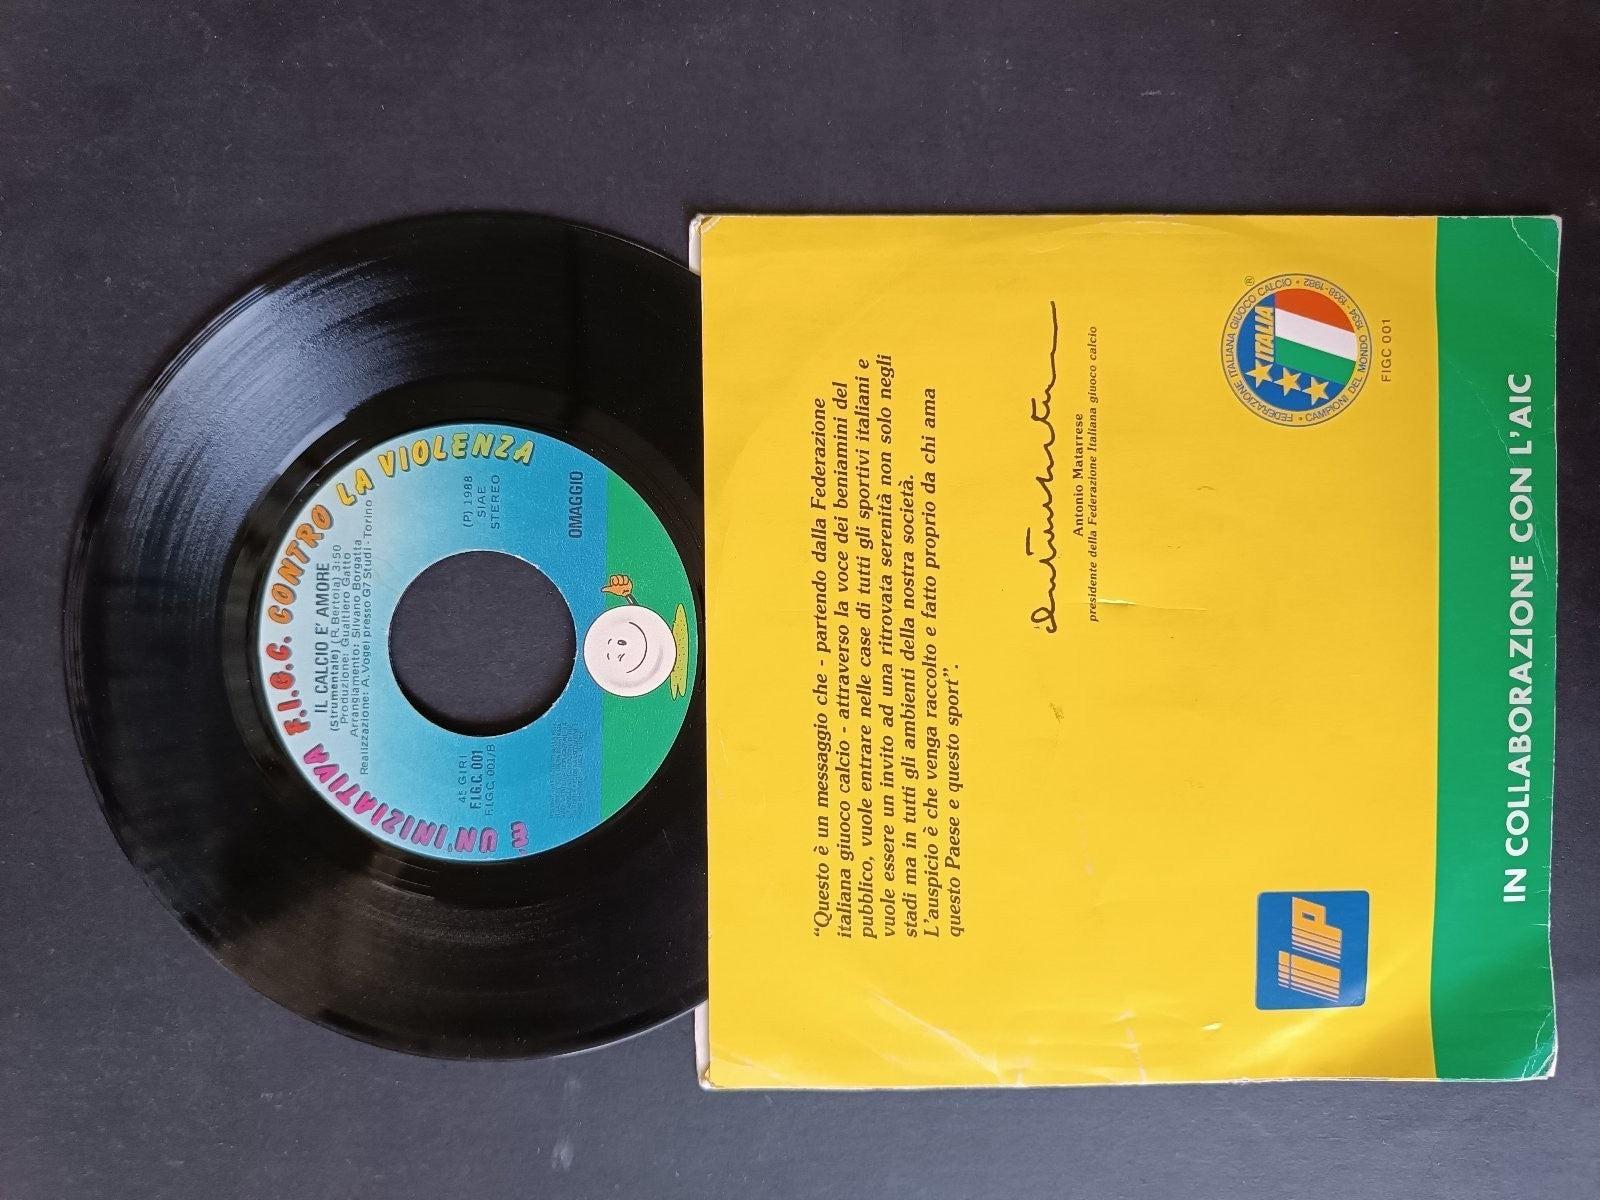 E' UN'INIZIATIVA F.I.G.C. CONTRO LA VIOLENZA
IL CALCIO E' AMORE
(Strumentale) (R. Bertola) 3:50
Produzione: Gualtiero Gatto
Arrangiamento: Silvano Borgatta
Realizzazione: A. Vogel presso G7 Studi - Torino
45 GIRI
F.I.G.C. 001
F.I.G.C. 001/B
(P) 1988
SIAE
STEREO
OMAGGIO
“Questo è un messaggio che - partendo dalla Federazione
italiana giuoco calcio - attraverso la voce dei beniamini del
pubblico, vuole entrare nelle case di tutti gli sportivi italiani e
vuole essere un invito ad una ritrovata serenità non solo negli
stadi ma in tutti gli ambienti della nostra società.
L'auspicio è che venga raccolto e fatto proprio da chi ama
questo Paese e questo sport”.
Antonio Matarrese
presidente della Federazione Italiana giuoco calcio
ip
FEDERAZIONE ITALIANA GIUOCO CALCIO • CAMPIONI DEL MONDO 1934-1938-1982 •
®
ITALIA
FIGC 001
IN COLLABORAZIONE CON L'AIC